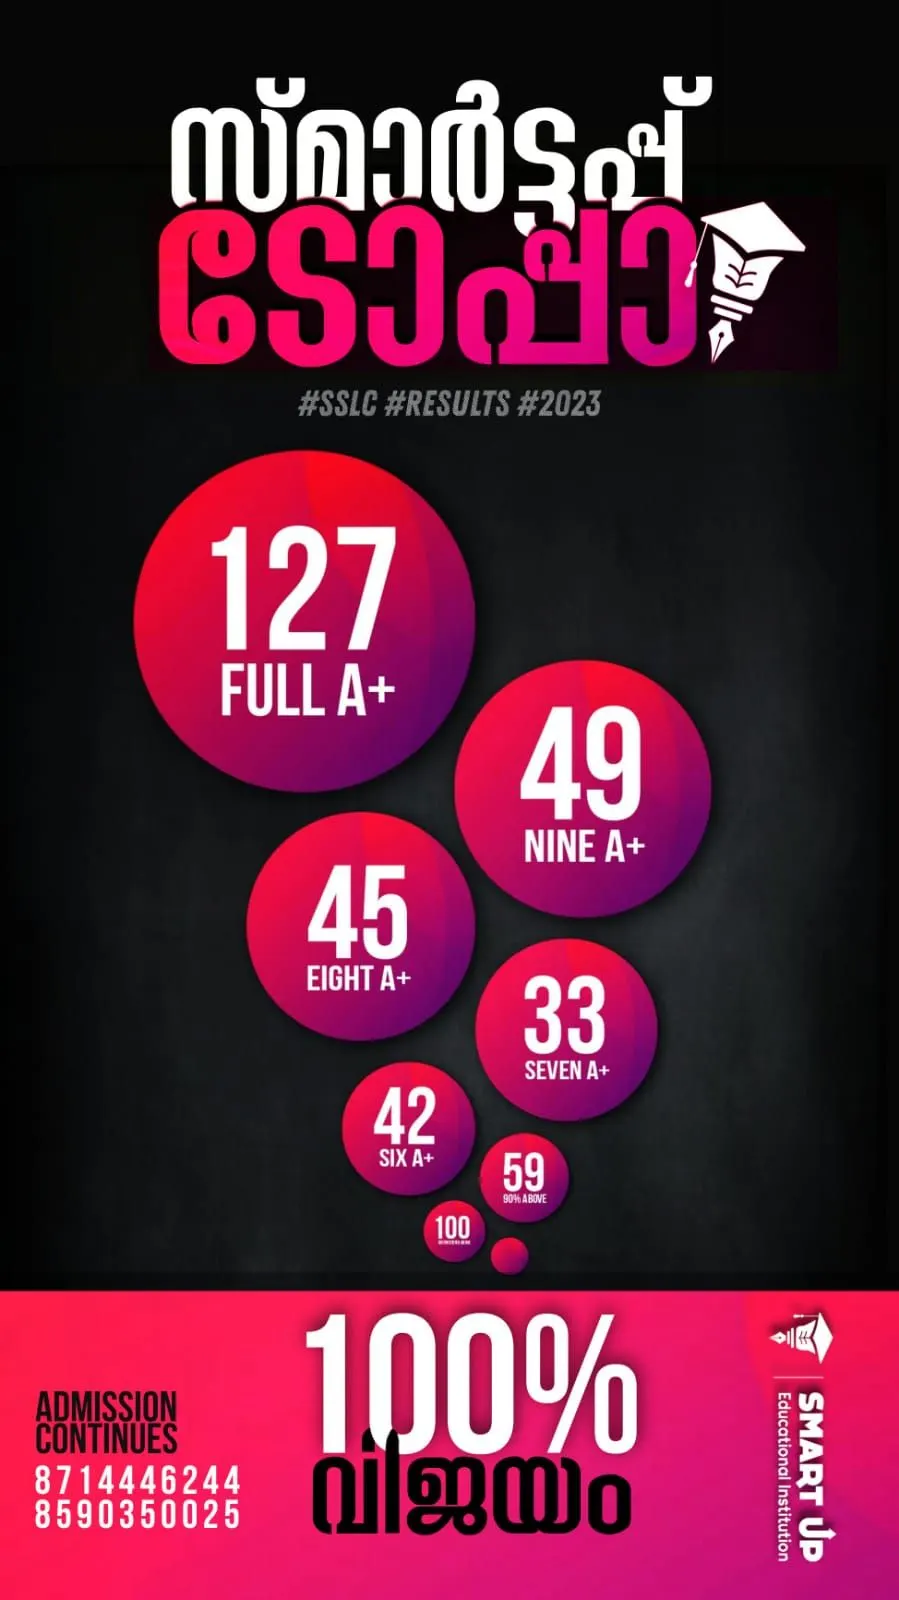 സ്മാർട്ടപ്പ്
ടോപ്പാ
#SSLC #RESULTS #2023
127
FULL A+
49
NINE A+
45
EIGHT A+
33
SEVEN A+
42
SIX A+
59
90% ABOVE
100
100%
വിജയം
ADMISSION
CONTINUES
8714446244
8590350025
SMART UP
Educational Institution